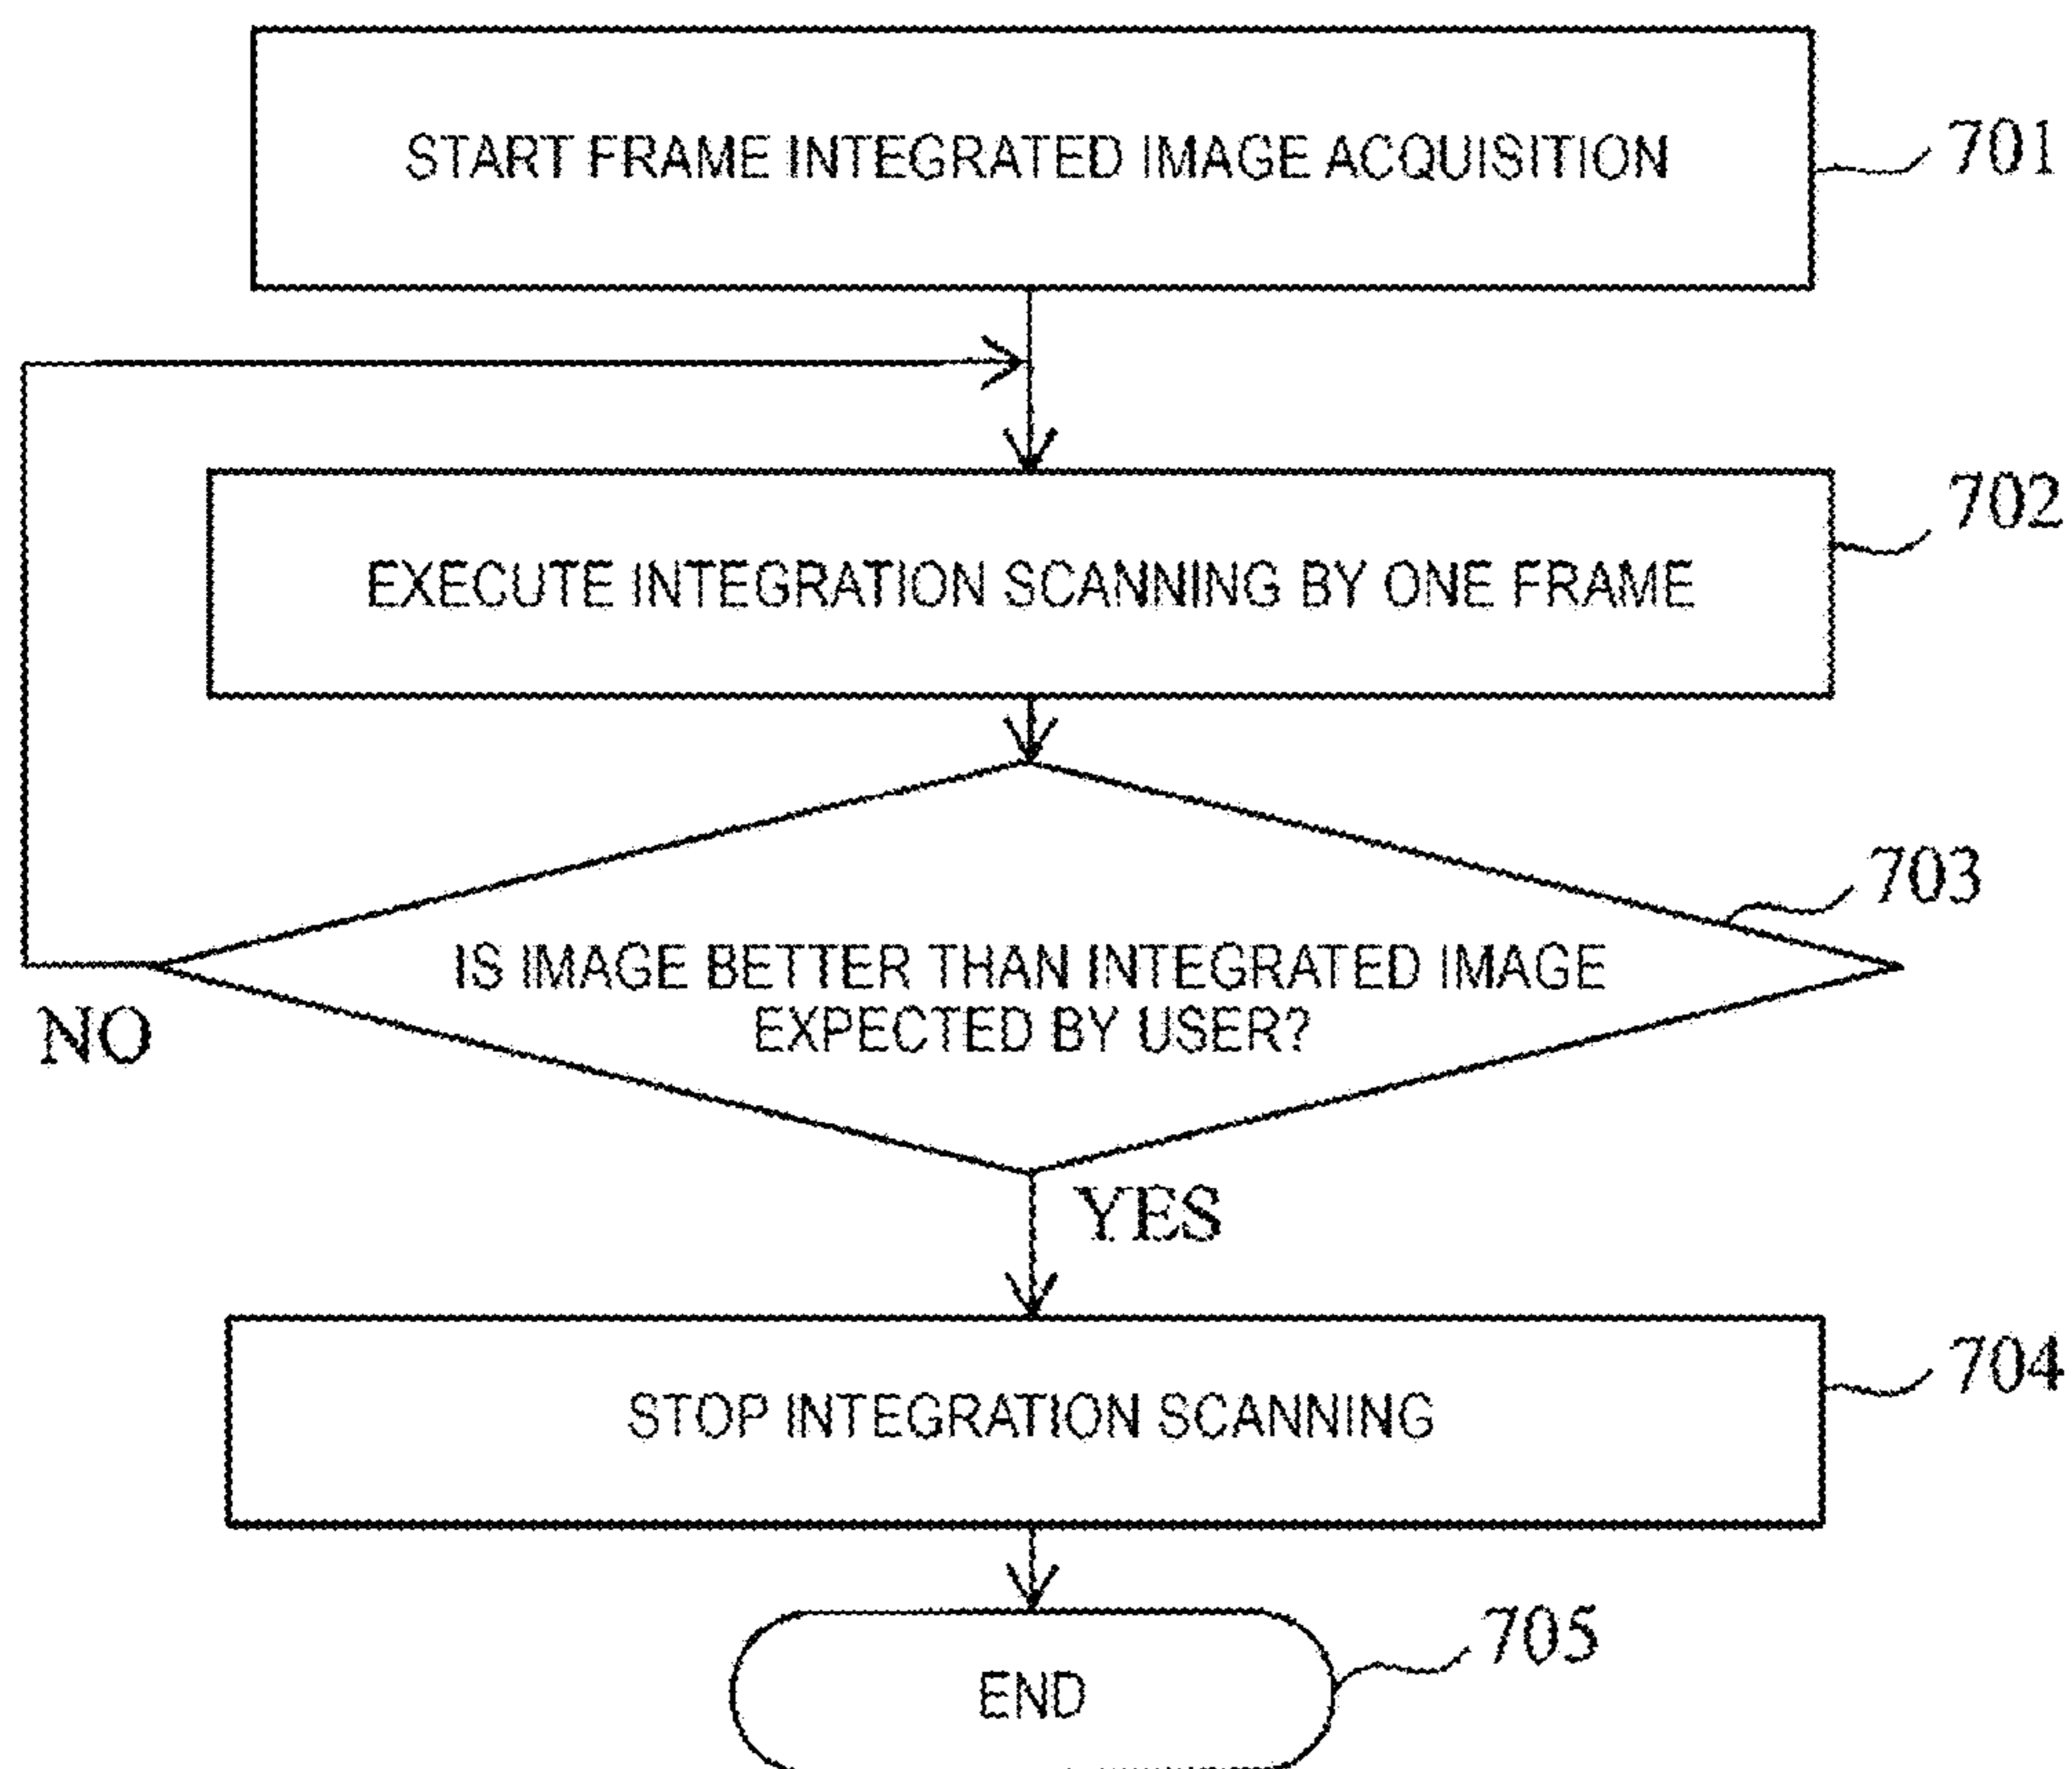 START FRAME INTEGRATED IMAGE ACQUISITION
701
EXECUTE INTEGRATION SCANNING BY ONE FRAME
702
703
IS IMAGE BETTER THAN INTEGRATED IMAGE
EXPECTED BY USER?
NO
YES
STOP INTEGRATION SCANNING
704
END
705